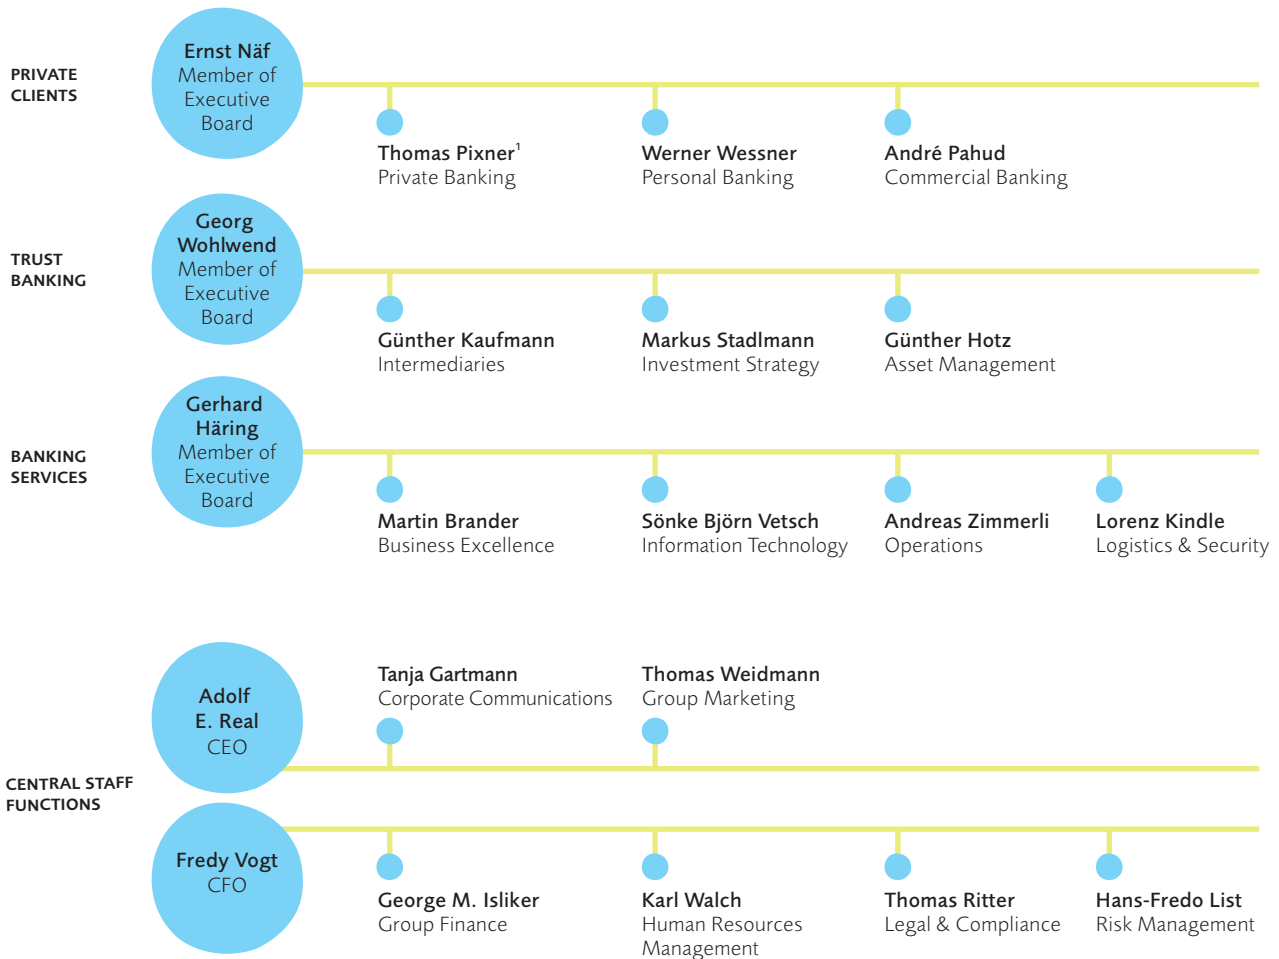 PRIVATE
CLIENTS
Ernst Näf
Member of
Executive
Board
Thomas Pixner¹
Private Banking
Werner Wessner
Personal Banking
André Pahud
Commercial Banking
TRUST
BANKING
Georg
Wohlwend
Member of
Executive
Board
Günther Kaufmann
Intermediaries
Markus Stadlmann
Investment Strategy
Günther Hotz
Asset Management
BANKING
SERVICES
Gerhard
Häring
Member of
Executive
Board
Martin Brander
Business Excellence
Sönke Björn Vetsch
Information Technology
Andreas Zimmerli
Operations
Lorenz Kindle
Logistics & Security
CENTRAL STAFF
FUNCTIONS
Adolf
E. Real
CEO
Tanja Gartmann
Corporate Communications
Thomas Weidmann
Group Marketing
Fredy Vogt
CFO
George M. Isliker
Group Finance
Karl Walch
Human Resources
Management
Thomas Ritter
Legal & Compliance
Hans-Fredo List
Risk Management